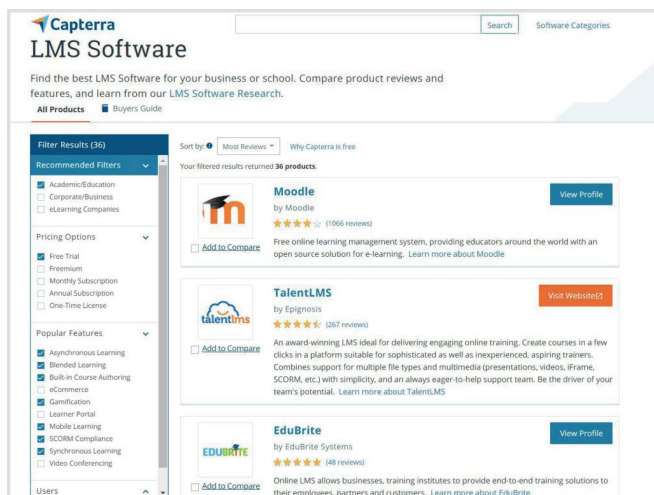 Capterra
Search
Software Categories
LMS Software
Find the best LMS Software for your business or school. Compare product reviews and
features, and learn from our LMS Software Research.
All Products
Buyers Guide
Filter Results (36)
Recommended Filters
Academic/Education
Corporate/Business
eLearning Companies
Pricing Options
Free Trial
Freemium
Monthly Subscription
Annual Subscription
One-Time License
Popular Features
Asynchronous Learning
Blended Learning
Built-in Course Authoring
eCommerce
Gamification
Learner Portal
Mobile Learning
SCORM Compliance
Synchronous Learning
Video Conferencing
Users
Sort by:
Most Reviews
Why Capterra is free
Your filtered results returned 36 products.
Moodle
View Profile
by Moodle
(1066 reviews)
Add to Compare
Free online learning management system, providing educators around the world with an
open source solution for e-learning. Learn more about Moodle
talentlms
TalentLMS
Visit Website
by Epignosis
(267 reviews)
Add to Compare
An award-winning LMS ideal for delivering engaging online training. Create courses in a few
clicks in a platform suitable for sophisticated as well as inexperienced, aspiring trainers.
Combines support for multiple file types and multimedia (presentations, videos, iFrame,
SCORM, etc.) with simplicity, and an always eager-to-help support team. Be the driver of your
team's potential. Learn more about TalentLMS
EDUBRITE
EduBrite
View Profile
by EduBrite Systems
(48 reviews)
Add to Compare
Online LMS allows businesses, training institutes to provide end-to-end training solutions to
their employees, partners and customers. Learn more about EduBrite